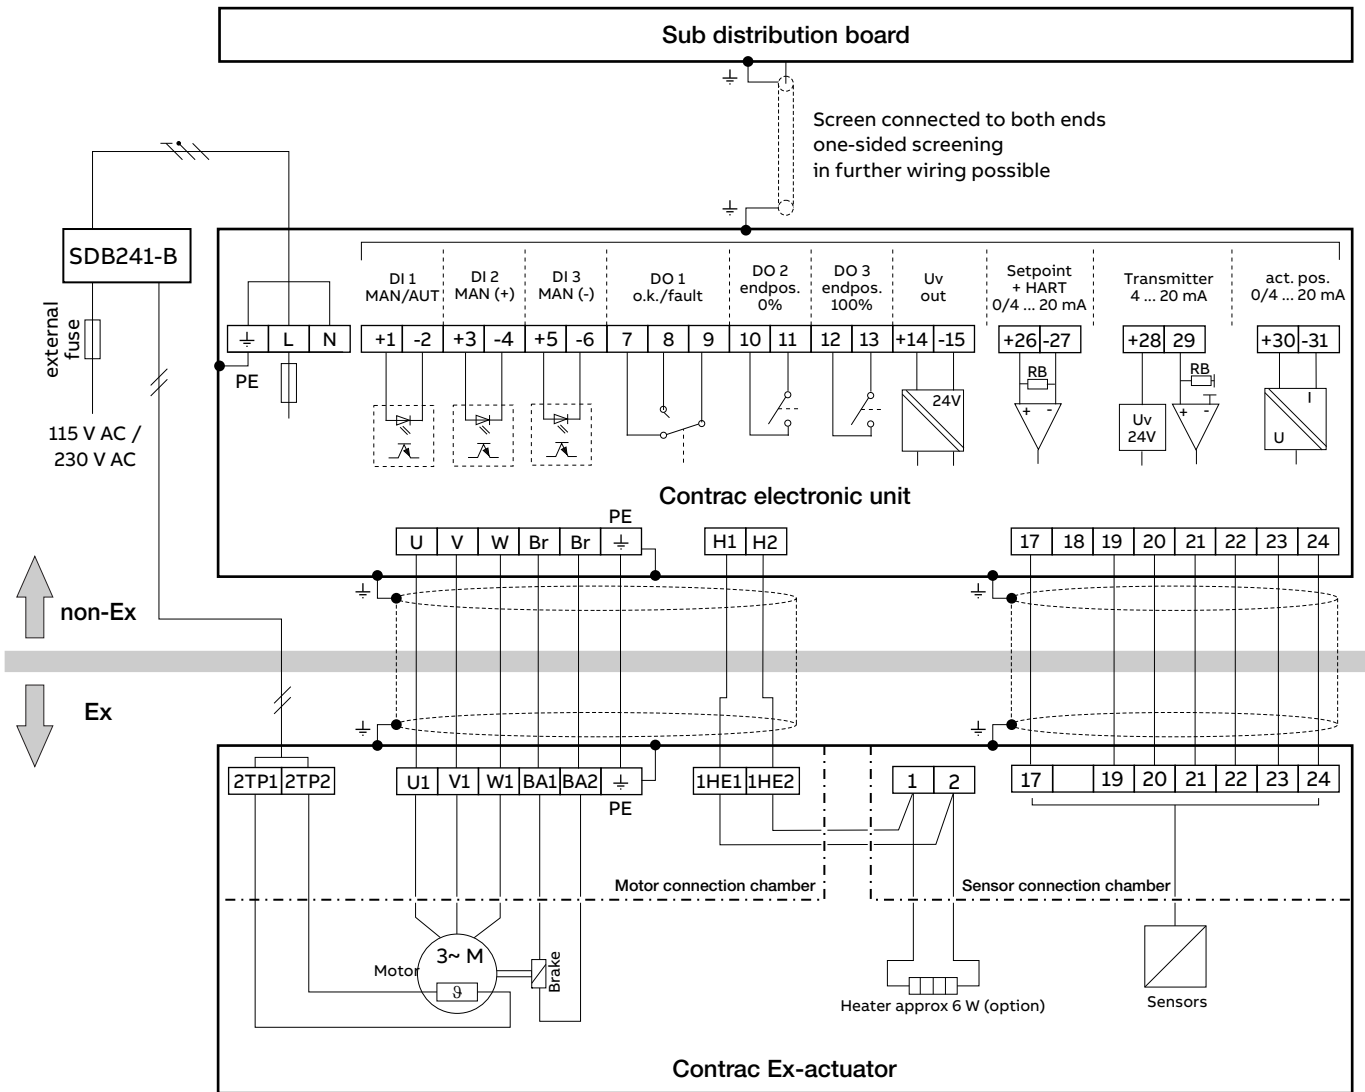 Sub distribution board
Screen connected to both ends
one-sided screening
in further wiring possible
SDB241-B
external
fuse
115 V AC /
230 V AC
DI 1
MAN/AUT
DI 2
MAN (+)
DI 3
MAN (-)
DO 1
o.k./fault
DO 2
endpos.
0%
DO 3
endpos.
100%
Uv
out
Setpoint
+ HART
0/4 ... 20 mA
Transmitter
4 ... 20 mA
act. pos.
0/4 ... 20 mA
L N +1 -2 +3 -4 +5 -6 7 8 9 10 11 12 13 +14 -15 +26 -27 +28 29 +30 -31
PE
RB
+ -
24V
Uv
24V
RB
+ -
I
U
Contrac electronic unit
PE
U V W Br Br H1 H2 17 18 19 20 21 22 23 24
non-Ex
Ex
2TP1 2TP2 U1 V1 W1 BA1 BA2 1HE1 1HE2 1 2 17 19 20 21 22 23 24
PE
Motor connection chamber
Sensor connection chamber
3~ M
Motor
ϑ
Brake
Heater approx 6 W (option)
Sensors
Contrac Ex-actuator